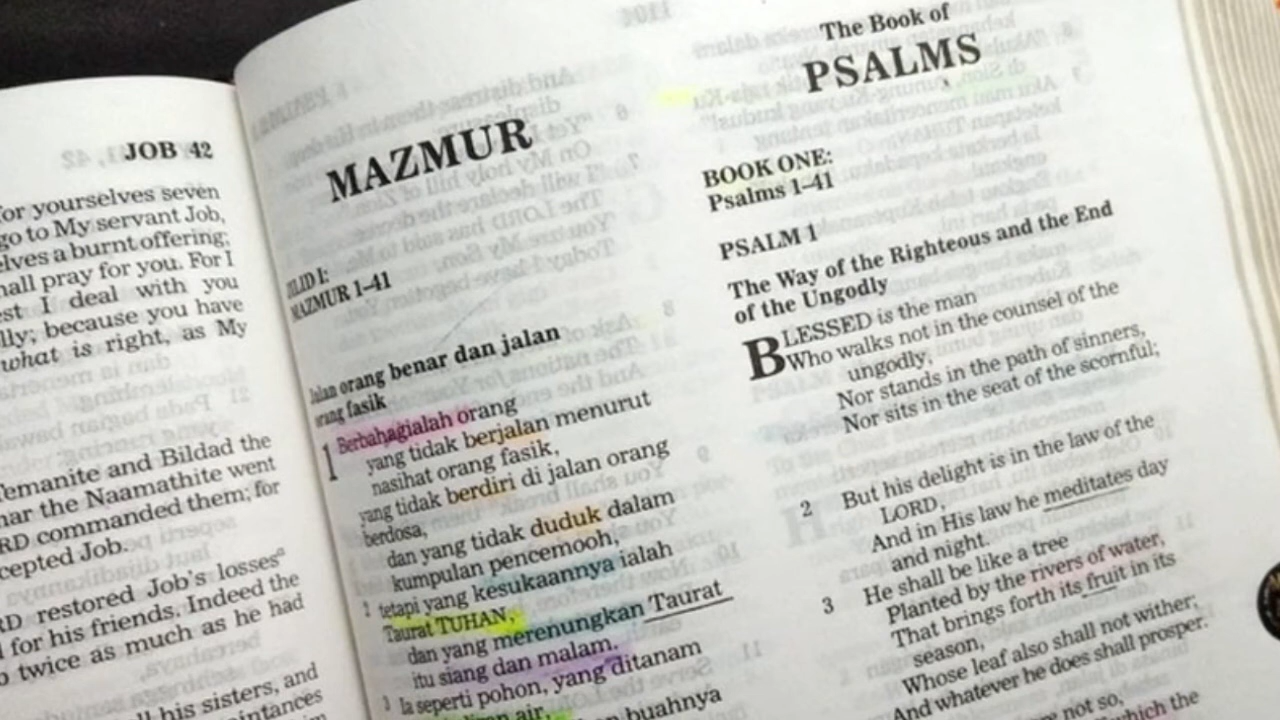 JOB 42
for yourselves seven
go to My servant Job,
a burnt offering;
shall pray for you. For I
I deal with you
because you have
what is right, as My
Temanite and Bildad the
the Naamathite went
commanded them; for
Job.
restored Job's losses
for his friends. Indeed the
twice as much as he had
his sisters, and
MAZMUR
MAZMUR 1–41
Jalan orang benar dan jalan
orang fasik
1 Berbahagialah orang
yang tidak berjalan menurut
nasihat orang fasik,
yang tidak berdiri di jalan orang
berdosa,
dan yang tidak duduk dalam
kumpulan pencemooh,
2 tetapi yang kesukaannya ialah
Taurat TUHAN,
dan yang merenungkan Taurat
itu siang dan malam.
3 Ia seperti pohon, yang ditanam
air,
buahnya
The Book of
PSALMS
BOOK ONE:
Psalms 1–41
PSALM 1
The Way of the Righteous and the End
of the Ungodly
BLESSED is the man
Who walks not in the counsel of the
ungodly,
Nor stands in the path of sinners,
Nor sits in the seat of the scornful;
2 But his delight is in the law of the
LORD,
And in His law he meditates day
and night.
3 He shall be like a tree
Planted by the rivers of water,
That brings forth its fruit in its
season,
Whose leaf also shall not wither;
And whatever he does shall prosper.
not so,
which the